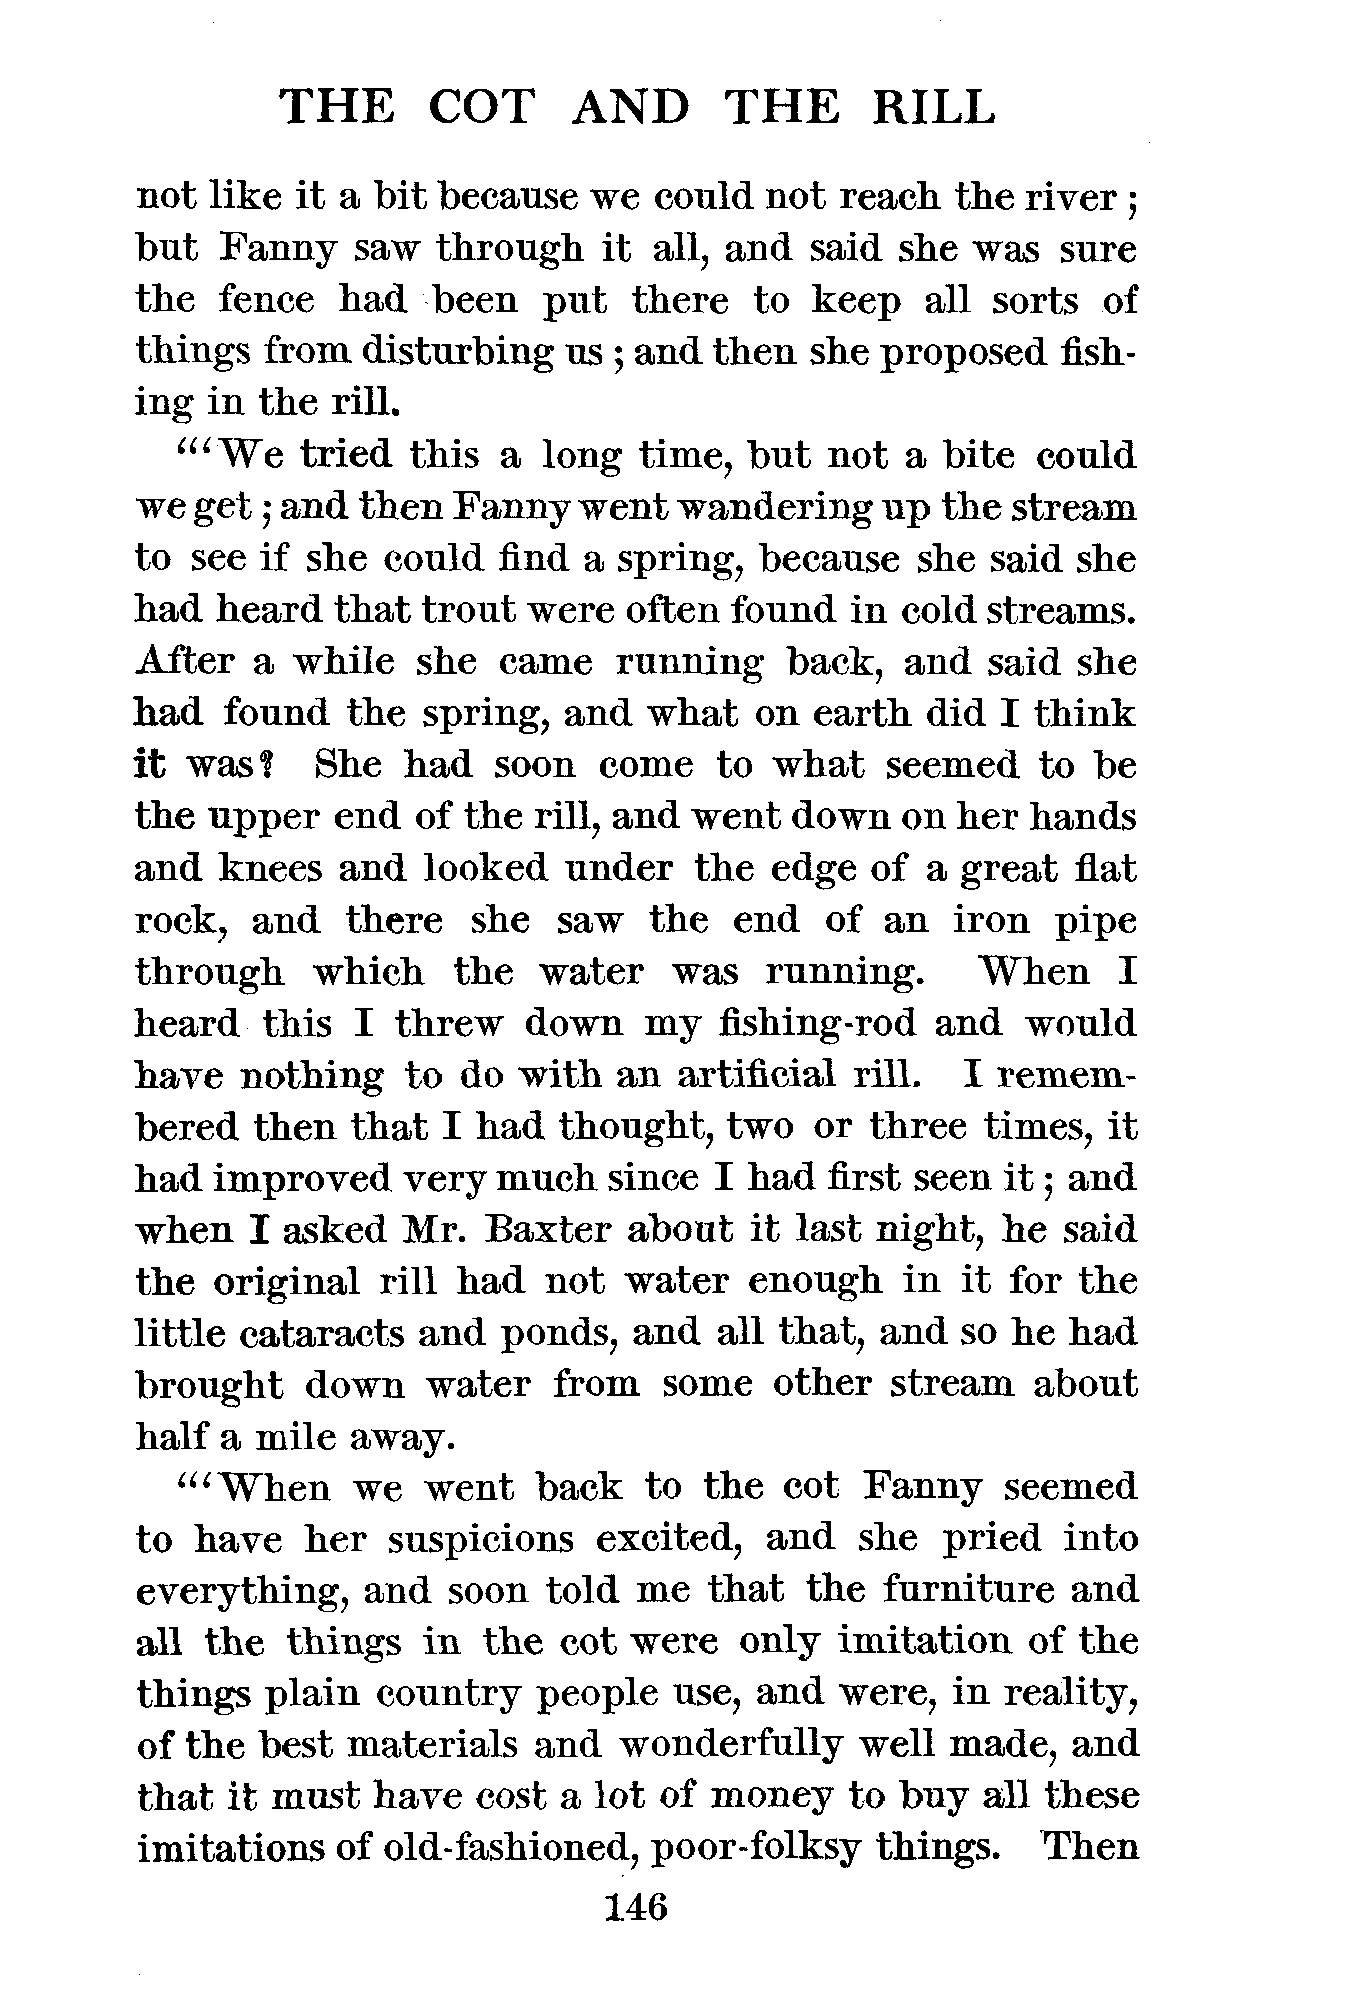 THE COT AND THE RILL
not like it a bit because we could not reach the river ;
but Fanny saw through it all, and said she was sure
the fence had been put there to keep all sorts of
things from disturbing us ; and then she proposed fish-
ing in the rill.
"‘We tried this a long time, but not a bite could
we get ; and then Fanny went wandering up the stream
to see if she could find a spring, because she said she
had heard that trout were often found in cold streams.
After a while she came running back, and said she
had found the spring, and what on earth did I think
it was? She had soon come to what seemed to be
the upper end of the rill, and went down on her hands
and knees and looked under the edge of a great flat
rock, and there she saw the end of an iron pipe
through which the water was running. When I
heard this I threw down my fishing-rod and would
have nothing to do with an artificial rill. I remem-
bered then that I had thought, two or three times, it
had improved very much since I had first seen it ; and
when I asked Mr. Baxter about it last night, he said
the original rill had not water enough in it for the
little cataracts and ponds, and all that, and so he had
brought down water from some other stream about
half a mile away.
"‘When we went back to the cot Fanny seemed
to have her suspicions excited, and she pried into
everything, and soon told me that the furniture and
all the things in the cot were only imitation of the
things plain country people use, and were, in reality,
of the best materials and wonderfully well made, and
that it must have cost a lot of money to buy all these
imitations of old-fashioned, poor-folksy things. Then
146